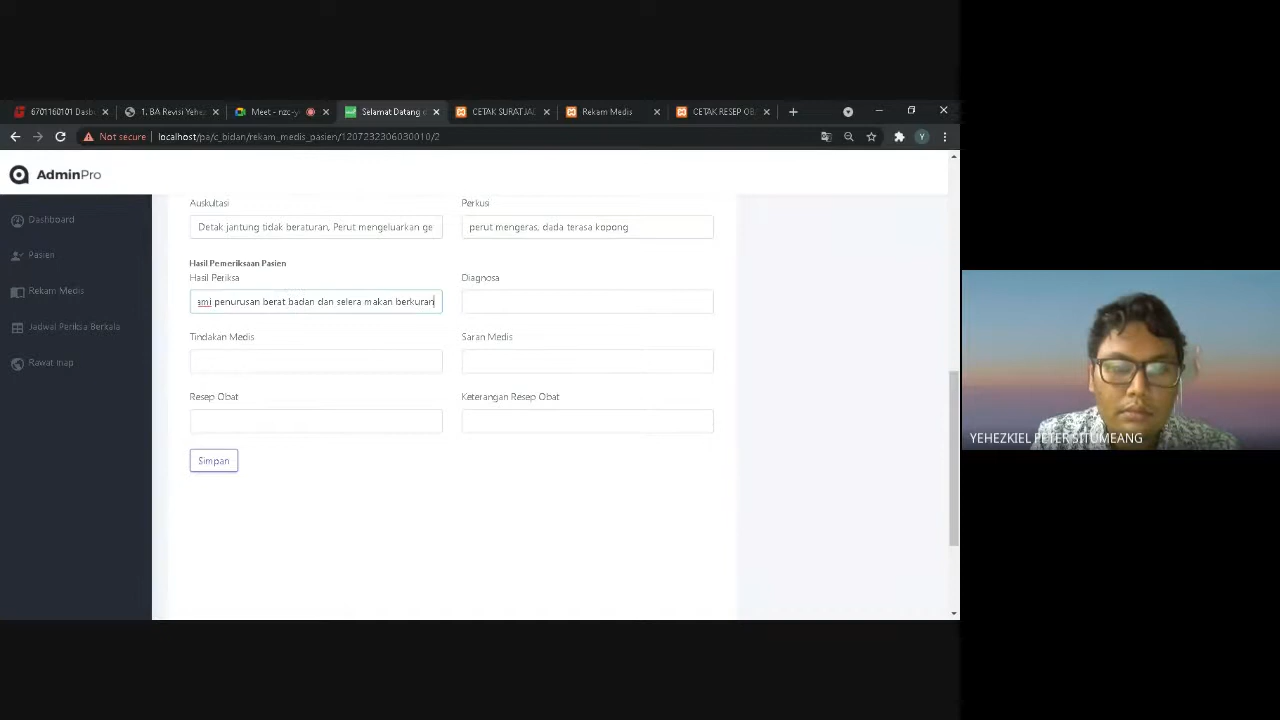 6701160101 Dasbu
1. BA Revisi Yehez
Meet - nzc-y
Selamat Datang
CETAK SURAT JA
Rekam Medis
CETAK RESEP OB
Not secure
localhost/pa/c_bidan/rekam_medis_pasien/1207232306030010/2
Y
AdminPro
Dashboard
Pasien
Rekam Medis
Jadwal Periksa Berkala
Rawat Inap
Auskultasi
Perkusi
Detak jantung tidak beraturan, Perut mengeluarkan ge
perut mengeras, dada terasa kopong
Hasil Pemeriksaan Pasien
Hasil Periksa
Diagnosa
ami penurusan berat badan dan selera makan berkuran
Tindakan Medis
Saran Medis
Resep Obat
Keterangan Resep Obat
Simpan
YEHEZKIEL PETER SITUMEANG